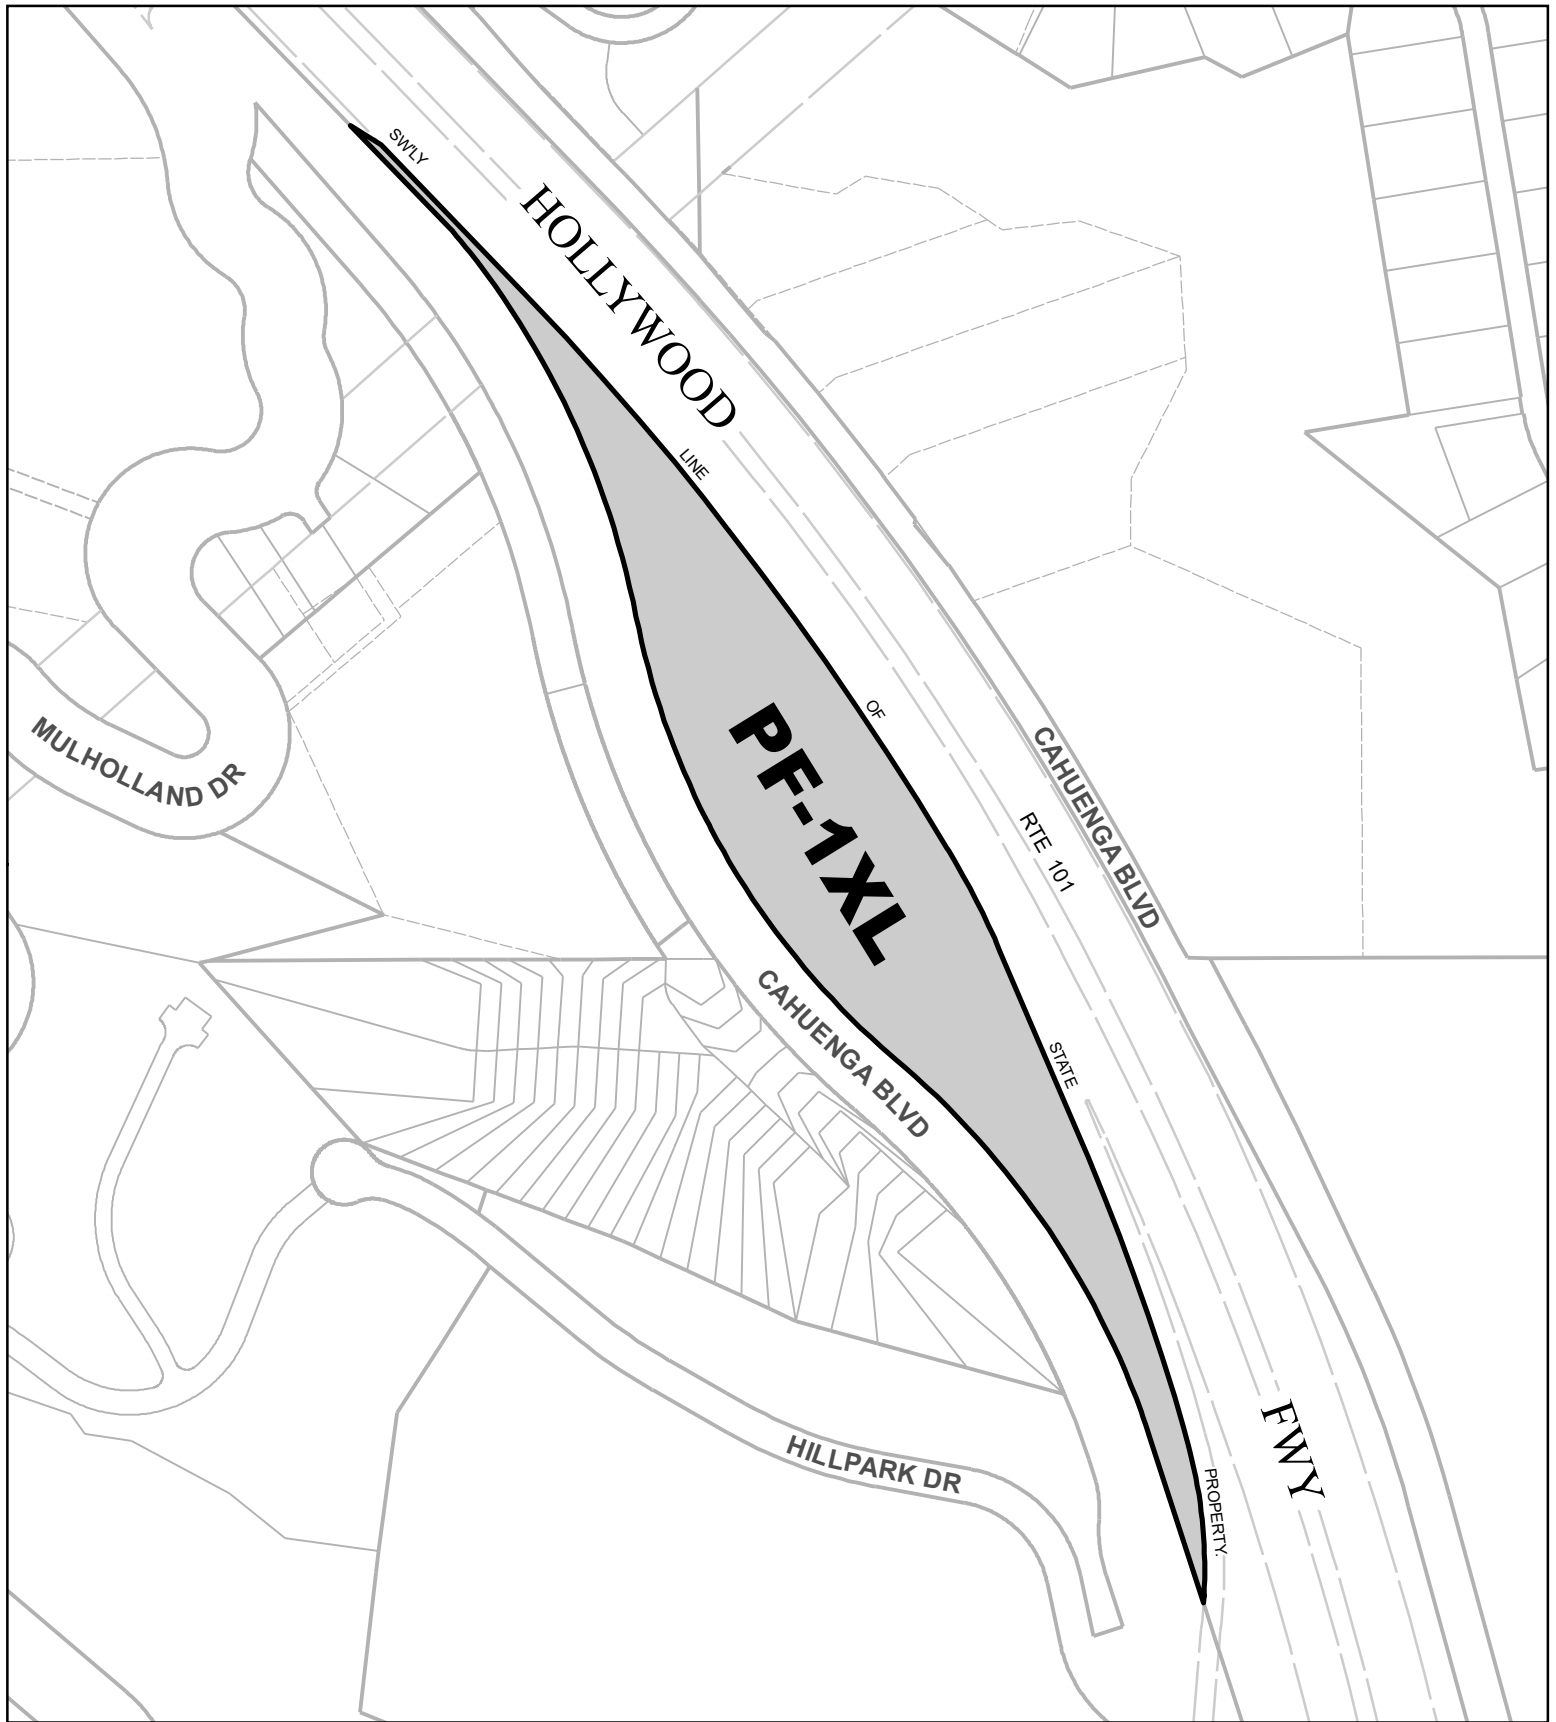 SW'LY
HOLLYWOOD
LINE
OF
PF-1XL
MULHOLLAND DR
CAHUENGA BLVD
RTE 101
CAHUENGA BLVD
STATE
FWY
HILLPARK DR
PROPERTY.